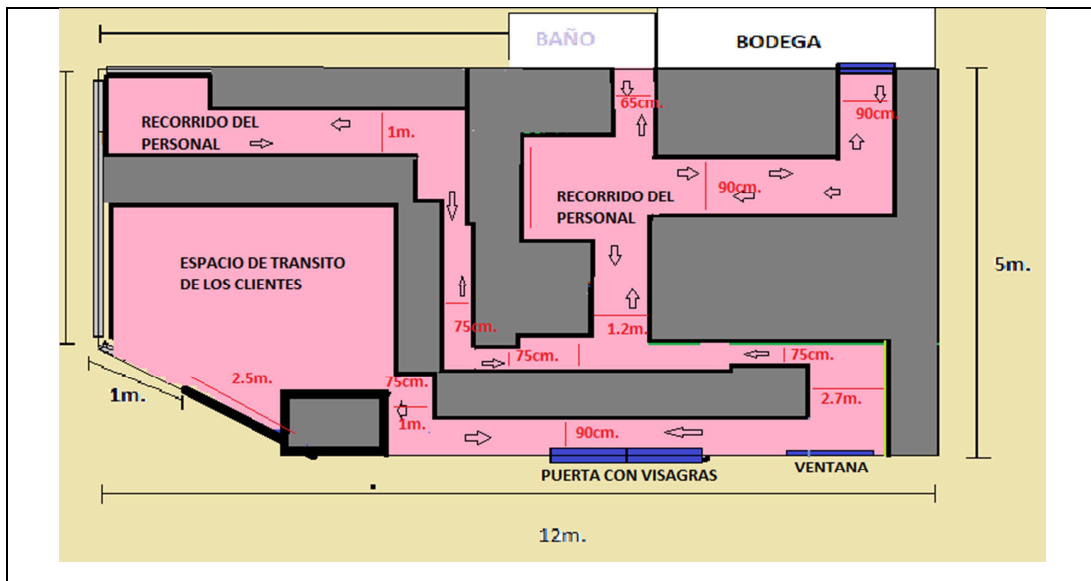 BAÑO
BODEGA
65cm.
90cm.
RECORRIDO DEL
PERSONAL
1m.
90cm.
RECORRIDO DEL
PERSONAL
ESPACIO DE TRANSITO
DE LOS CLIENTES
5m.
75cm.
1.2m.
75cm.
75cm.
2.5m.
75cm.
1m.
2.7m.
1m.
90cm.
PUERTA CON VISAGRAS
VENTANA
12m.